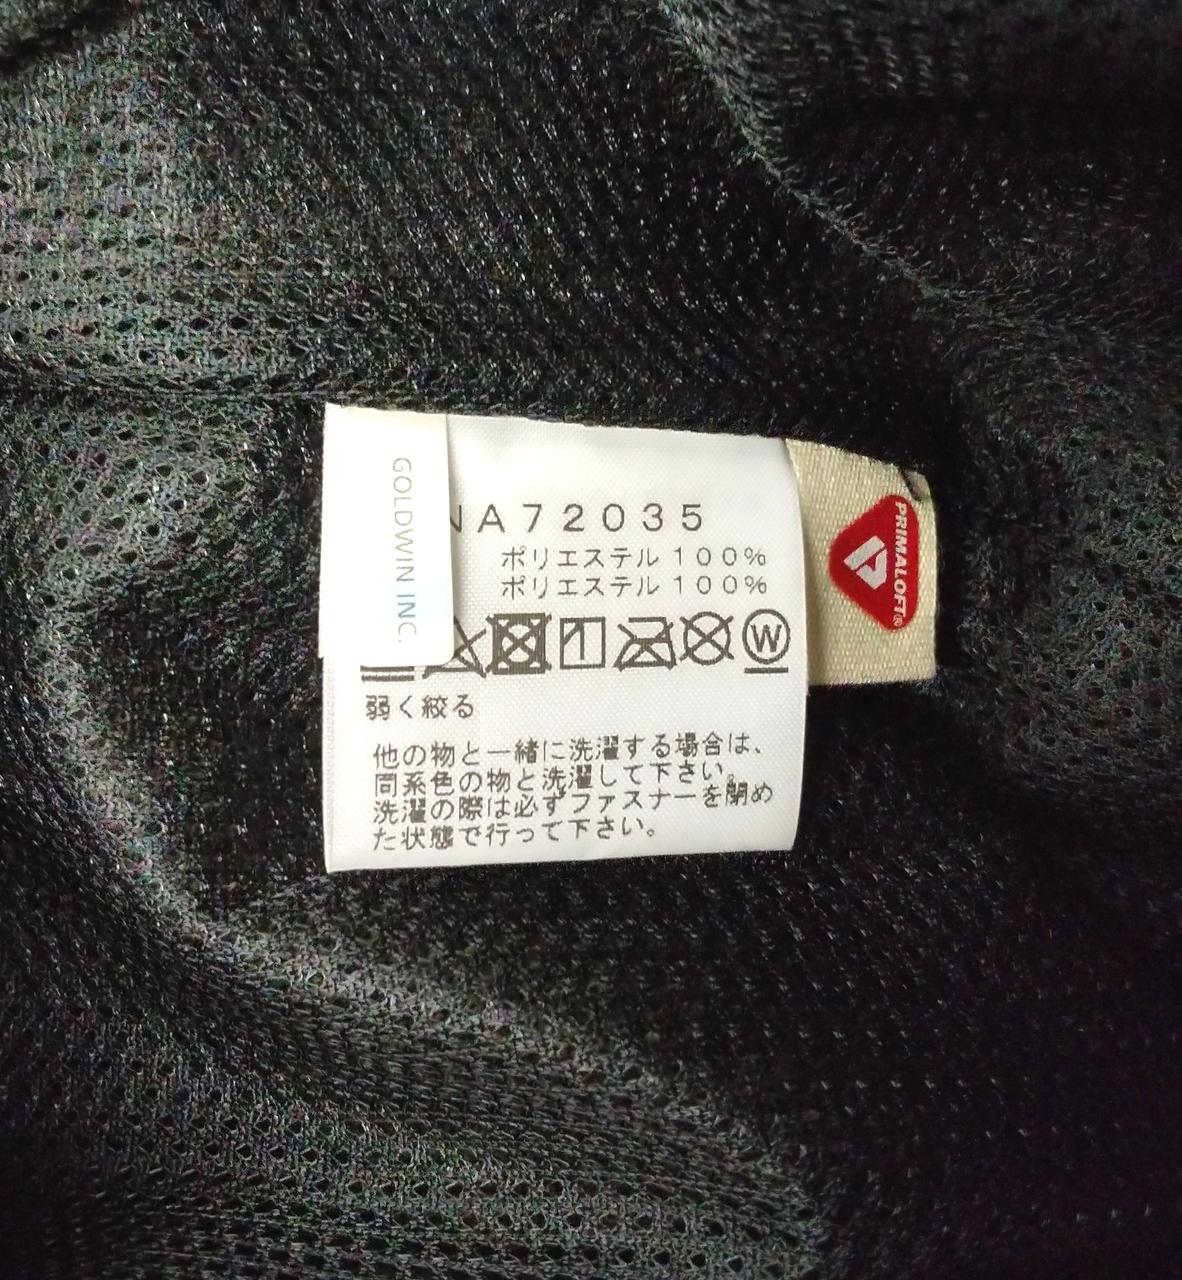 GOLDWIN INC.
NA72035
ポリエステル 100%
ポリエステル 100%
W
弱く絞る
他の物と一緒に洗濯する場合は、
同系色の物と洗濯して下さい。
洗濯の際は必ずファスナーを閉め
た状態で行って下さい。
PRIMALOFT®